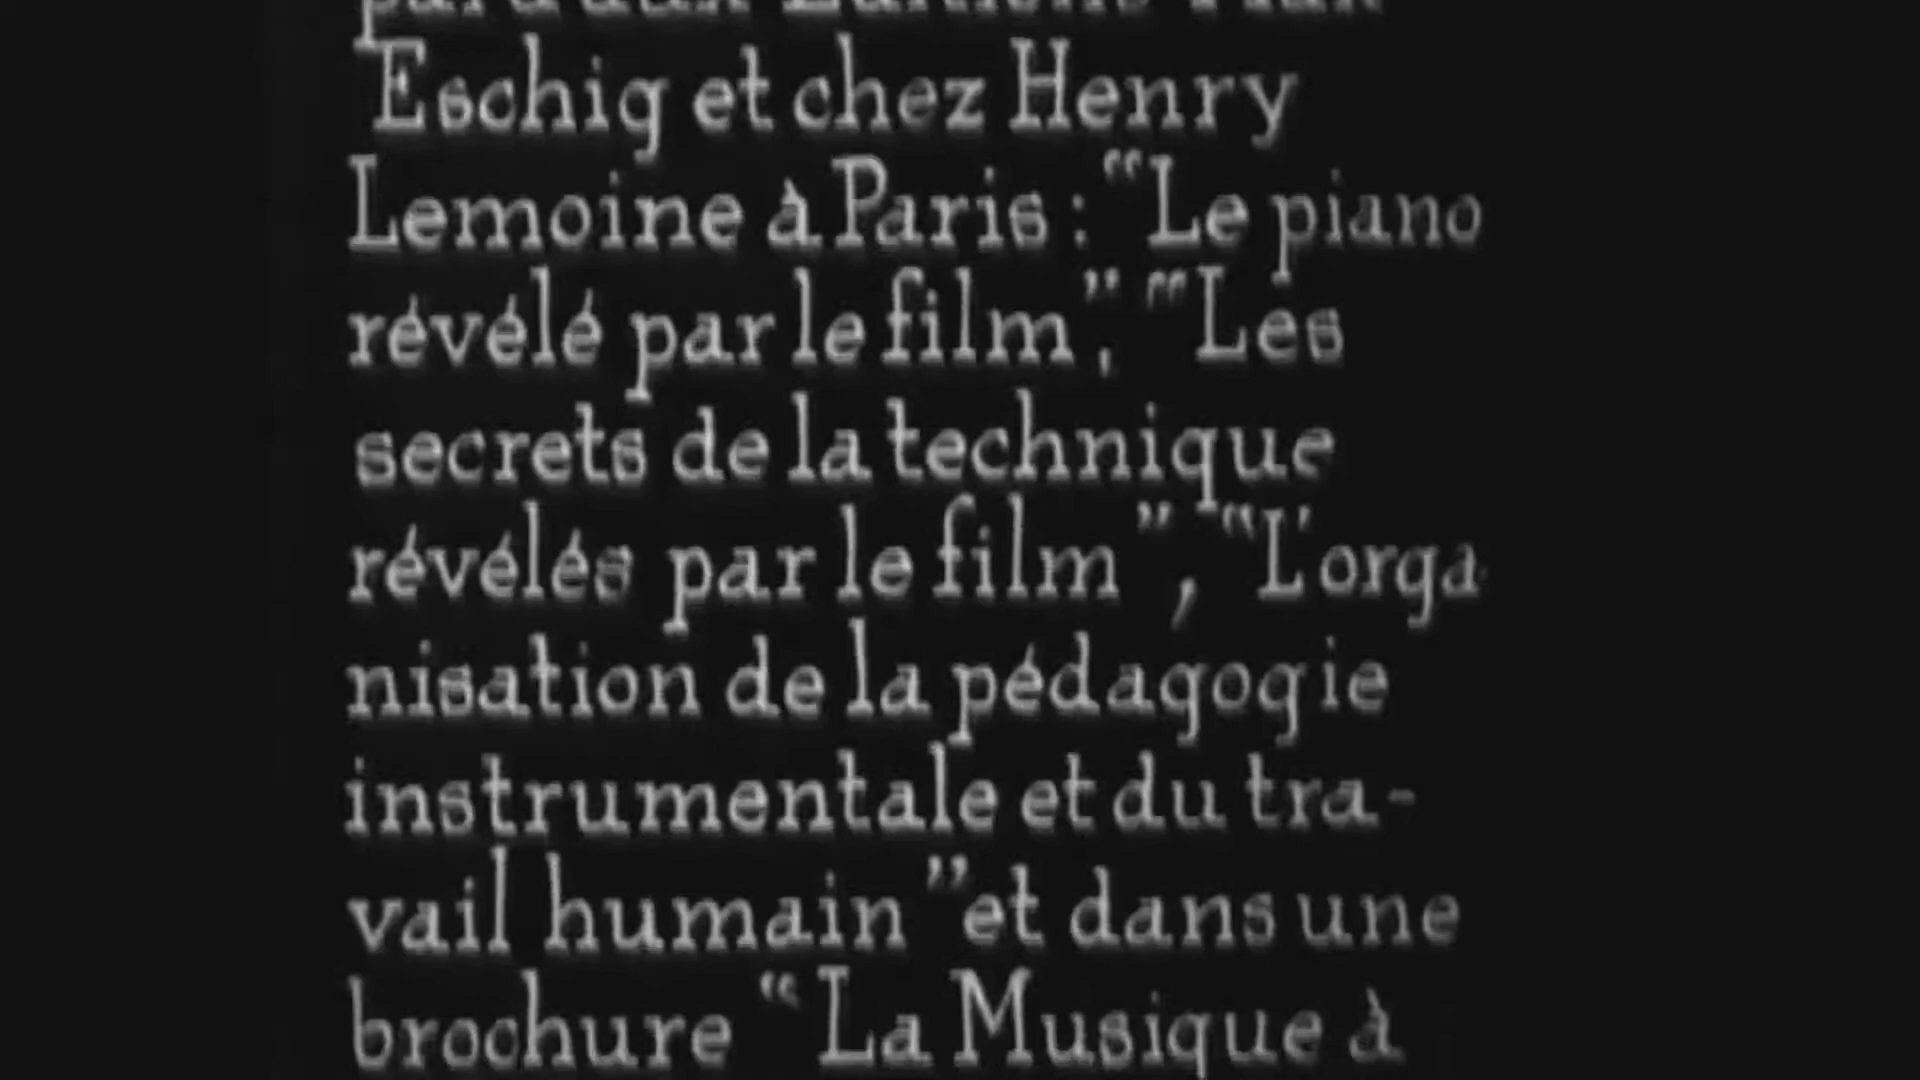 Eschig et chez Henry
Lemoine à Paris : "Le piano
révélé par le film", "Les
secrets de la technique
révélés par le film", "L'orga
nisation de la pédagogie
instrumentale et du tra-
vail humain" et dans une
brochure "La Musique à